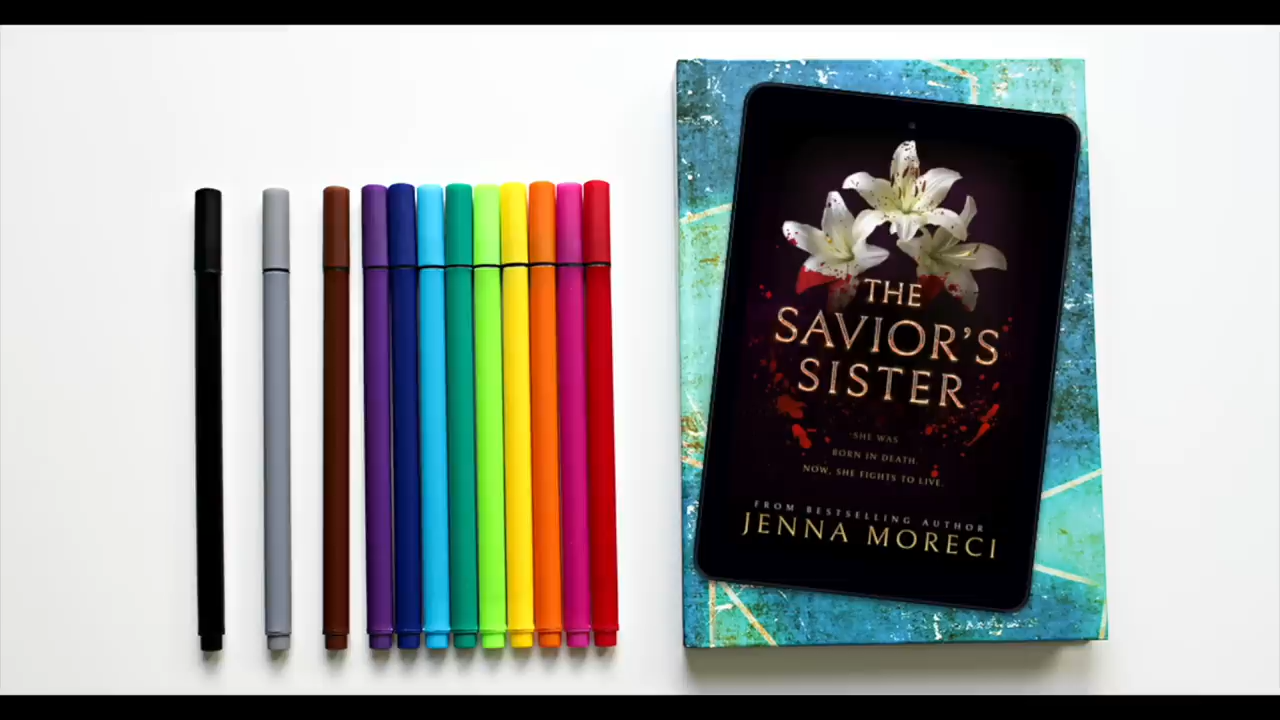 THE
SAVIOR'S
SISTER
SHE WAS
BORN IN DEATH.
NOW, SHE FIGHTS TO LIVE.
FROM BESTSELLING AUTHOR
JENNA MORECI